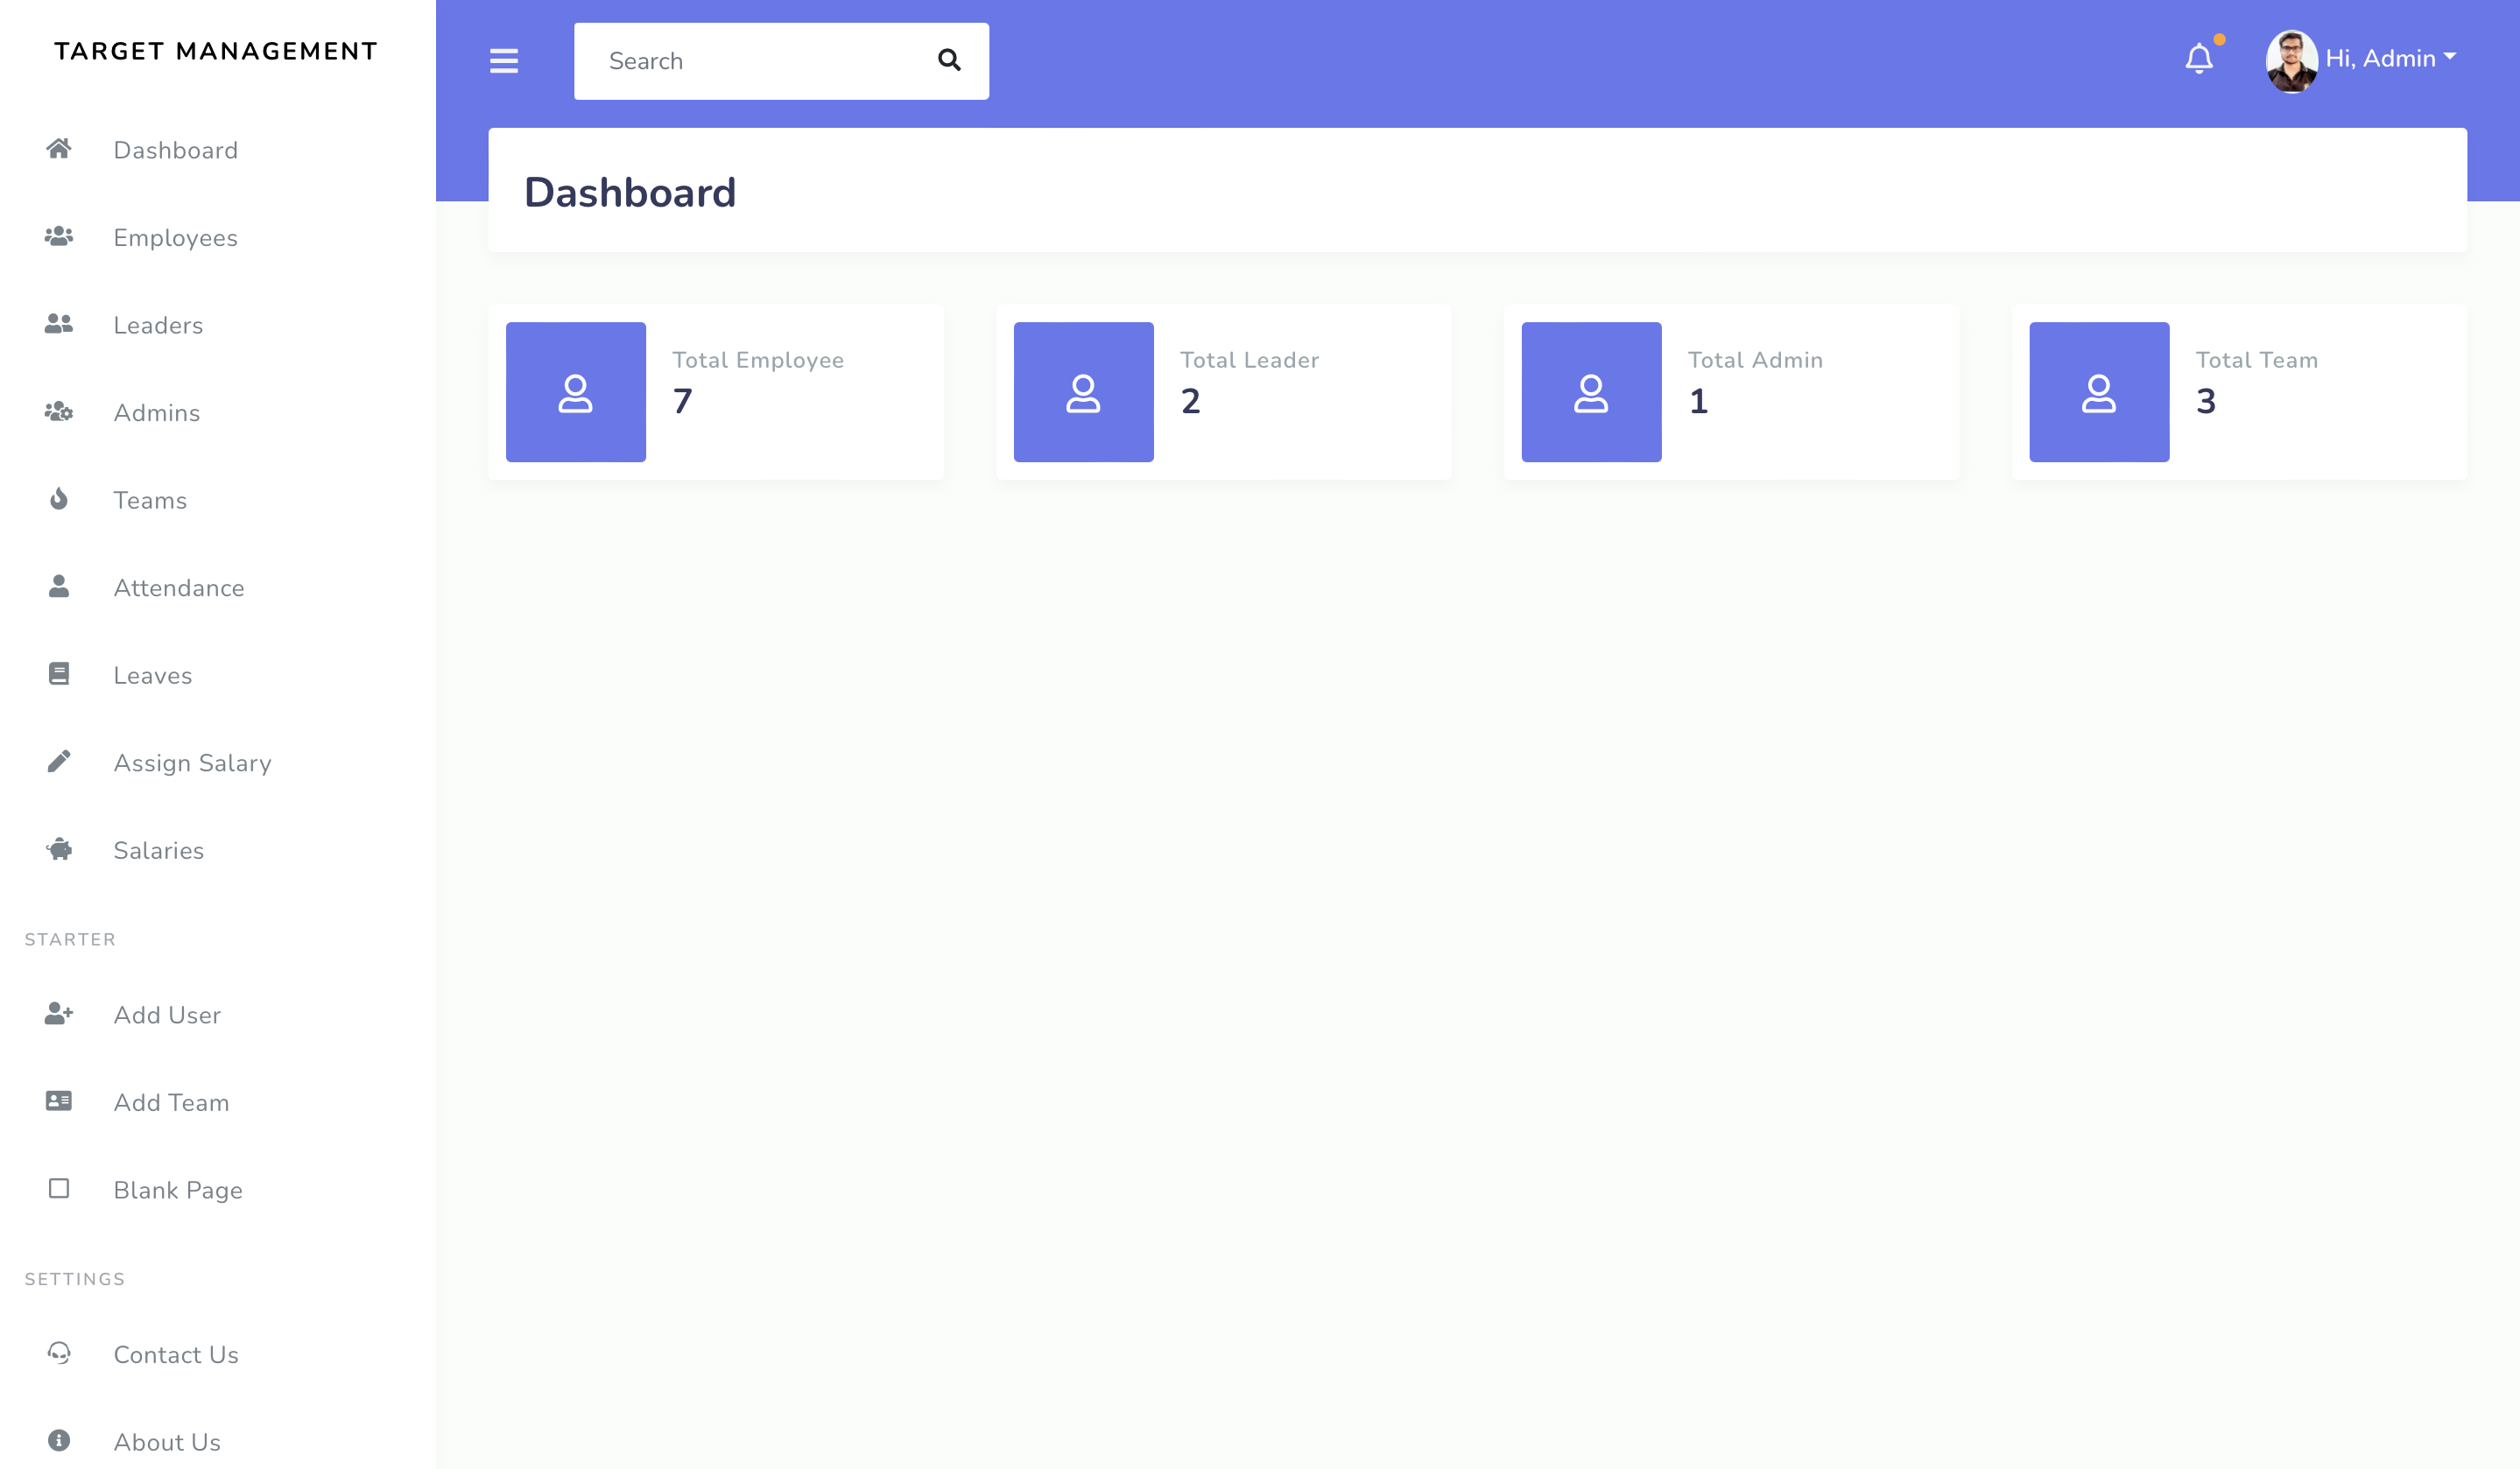 TARGET MANAGEMENT
Dashboard
Employees
Leaders
Admins
Teams
Attendance
Leaves
Assign Salary
Salaries
STARTER
Add User
Add Team
Blank Page
SETTINGS
Contact Us
About Us
Search
Hi, Admin
Dashboard
Total Employee
7
Total Leader
2
Total Admin
1
Total Team
3